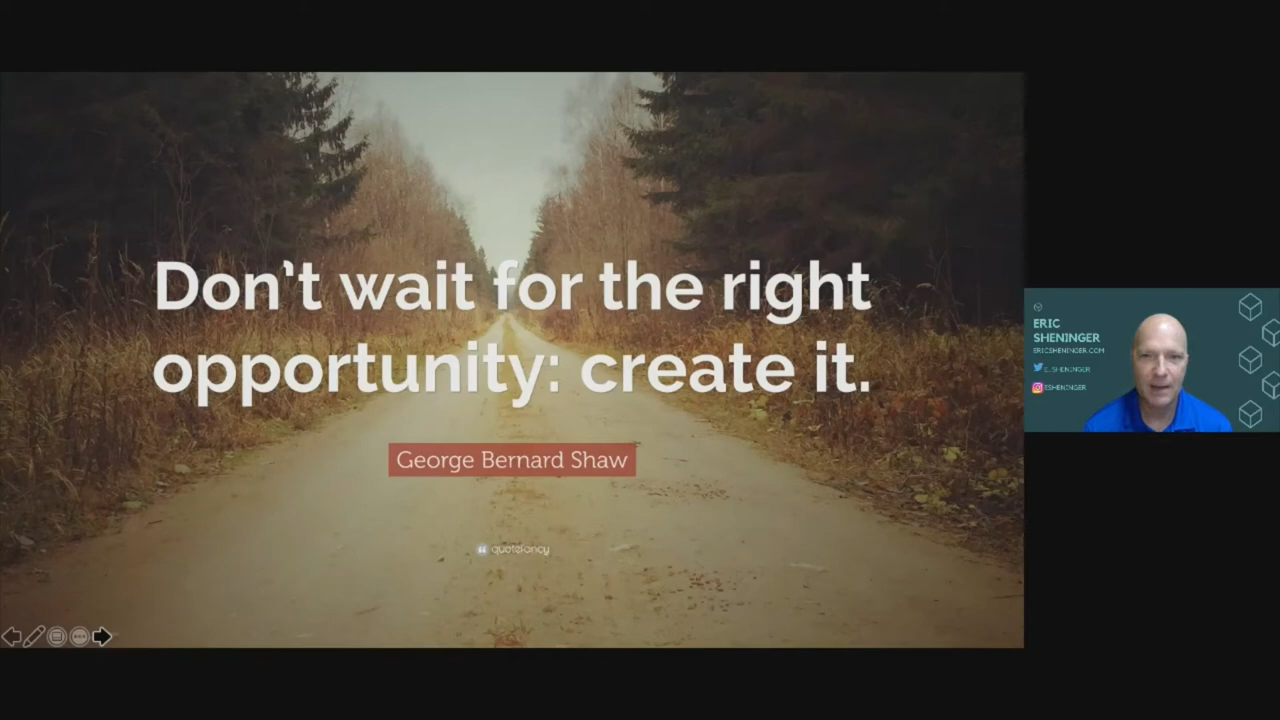 Don't wait for the right
opportunity: create it.
George Bernard Shaw
quotefancy
ERIC
SHENINGER
ERICSHENINGER.COM
E_SHENINGER
ESHENINGER